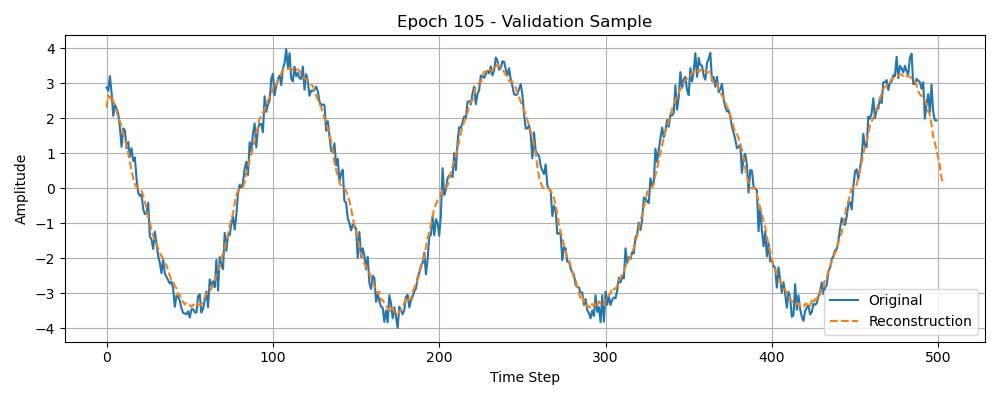 Epoch 105 - Validation Sample
Amplitude
4
3
2
1
0
−1
−2
−3
−4
0 100 200 300 400 500
Time Step
Original
Reconstruction